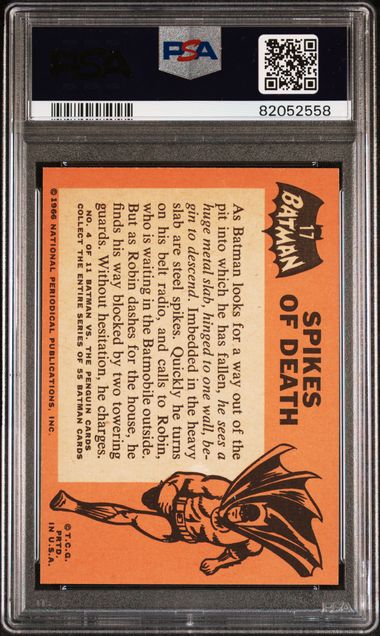 PSA
PSA
82052558
17
BATMAN
SPIKES
OF DEATH
As Batman looks for a way out of the
pit into which he has fallen, he sees a
huge metal slab, hinged to one wall, be-
gin to descend. Imbedded in the heavy
slab are steel spikes. Quickly he turns
on his belt radio, and calls to Robin,
who is waiting in the Batmobile outside.
But as Robin dashes for the house, he
finds his way blocked by two towering
guards. Without hesitation, he charges.
NO. 4 OF 11 BATMAN VS. THE PENGUIN CARDS
COLLECT THE ENTIRE SERIES OF 55 BATMAN CARDS
© 1966 NATIONAL PERIODICAL PUBLICATIONS, INC.
© T.C.G.
PRTD.
IN U.S.A.
PSA